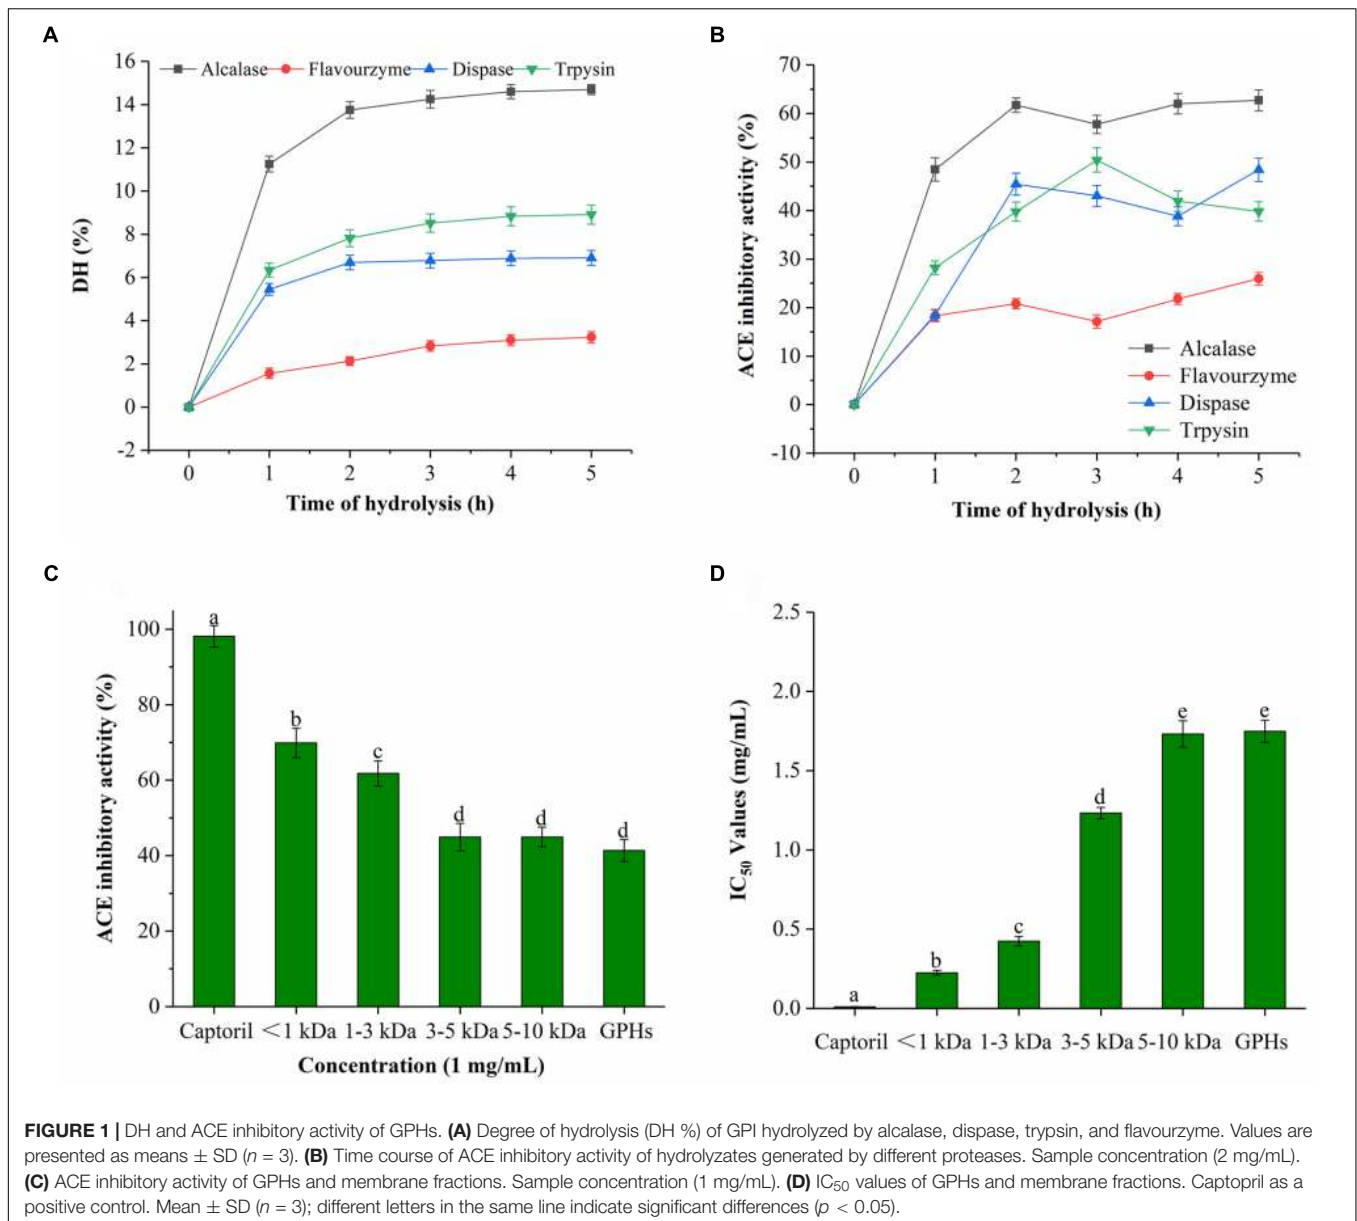 A
16
14
12
10
8
6
4
2
0
-2
DH (%)
Alcalase Flavourzyme Dispase Trpysin
0 1 2 3 4 5
Time of hydrolysis (h)
B
70
60
50
40
30
20
10
0
-10
ACE inhibitory activity (%)
Alcalase
Flavourzyme
Dispase
Trpysin
0 1 2 3 4 5
Time of hydrolysis (h)
C
100
80
60
40
20
0
ACE inhibitory activity (%)
a
b
c
d
d
d
Captoril <1 kDa 1-3 kDa 3-5 kDa 5-10 kDa GPHs
Concentration (1 mg/mL)
D
2.5
2.0
1.5
1.0
0.5
0.0
IC50 Values (mg/mL)
a
b
c
d
e
e
Captoril <1 kDa 1-3 kDa 3-5 kDa 5-10 kDa GPHs
FIGURE 1 | DH and ACE inhibitory activity of GPHs. (A) Degree of hydrolysis (DH %) of GPI hydrolyzed by alcalase, dispase, trypsin, and flavourzyme. Values are
presented as means ± SD (n = 3). (B) Time course of ACE inhibitory activity of hydrolyzates generated by different proteases. Sample concentration (2 mg/mL).
(C) ACE inhibitory activity of GPHs and membrane fractions. Sample concentration (1 mg/mL). (D) IC50 values of GPHs and membrane fractions. Captopril as a
positive control. Mean ± SD (n = 3); different letters in the same line indicate significant differences (p < 0.05).